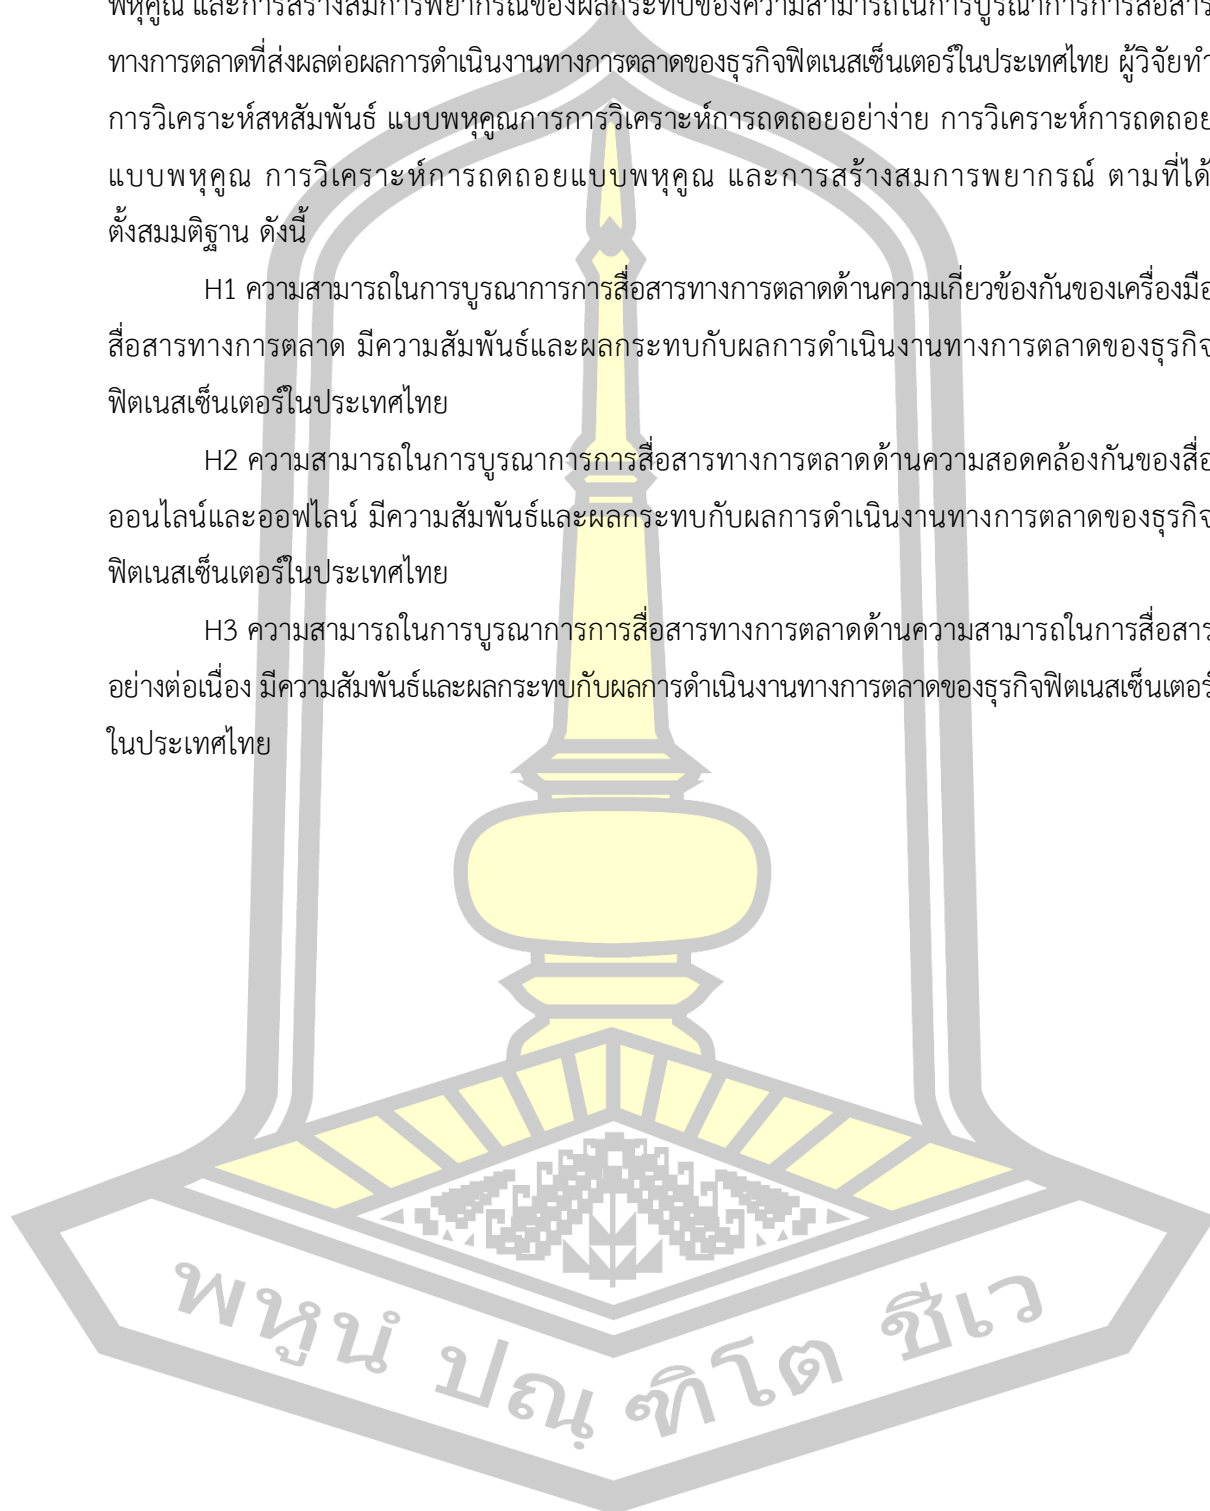 พหุคูณ และการสร้างสมการพยากรณ์ของผลกระทบของความสามารถในการบูรณาการการสื่อสาร
ทางการตลาดที่ส่งผลต่อผลการดำเนินงานทางการตลาดของธุรกิจฟิตเนสเซ็นเตอร์ในประเทศไทย ผู้วิจัยทำ
การวิเคราะห์สหสัมพันธ์ แบบพหุคูณการการวิเคราะห์การถดถอยอย่าง่าย การวิเคราะห์การถดถอย
แบบพหุคูณ การวิเคราะห์การถดถอยแบบพหุคูณ และการสร้างสมการพยากรณ์ ตามที่ได้
ตั้งสมมติฐาน ดังนี้
H1 ความสามารถในการบูรณาการการสื่อสารทางการตลาดด้านความเกี่ยวข้องกันของเครื่องมือ
สื่อสารทางการตลาด มีความสัมพันธ์และผลกระทบกับผลการดำเนินงานทางการตลาดของธุรกิจ
ฟิตเนสเซ็นเตอร์ในประเทศไทย
H2 ความสามารถในการบูรณาการการสื่อสารทางการตลาดด้านความสอดคล้องกันของสื่อ
ออนไลน์และออฟไลน์ มีความสัมพันธ์และผลกระทบกับผลการดำเนินงานทางการตลาดของธุรกิจ
ฟิตเนสเซ็นเตอร์ในประเทศไทย
H3 ความสามารถในการบูรณาการการสื่อสารทางการตลาดด้านความสามารถในการสื่อสาร
อย่างต่อเนื่อง มีความสัมพันธ์และผลกระทบกับผลการดำเนินงานทางการตลาดของธุรกิจฟิตเนสเซ็นเตอร์
ในประเทศไทย
พหูนํ ปณฺ ฑิโต ชีเว